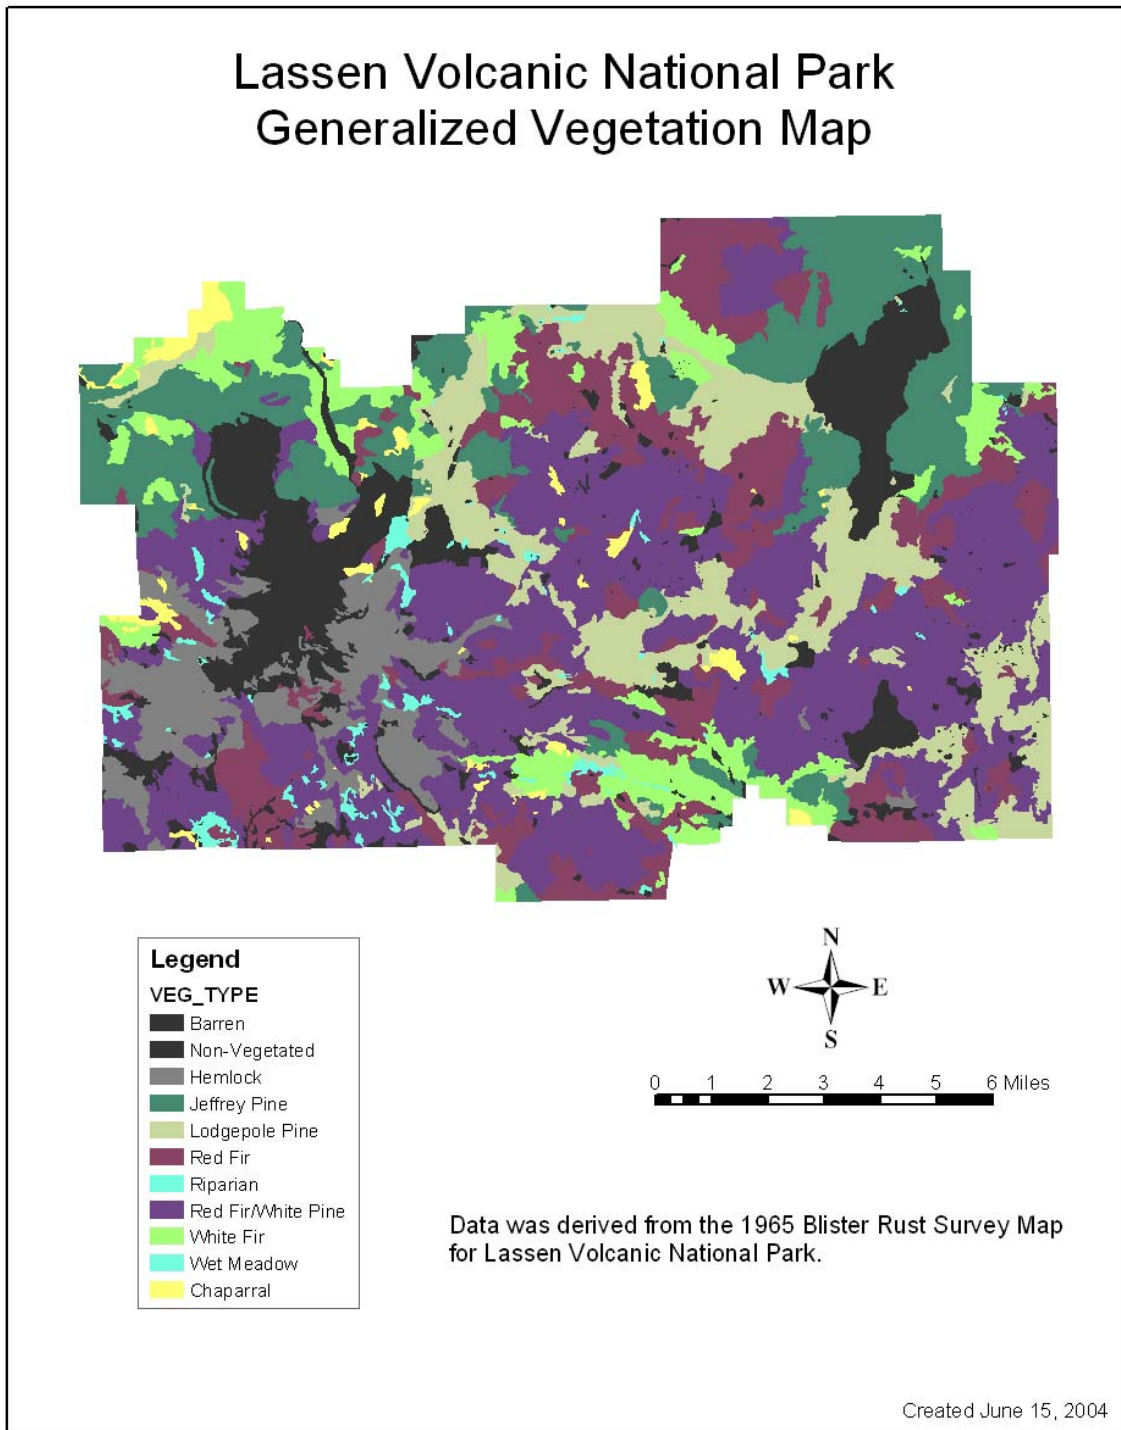 Lassen Volcanic National Park
Generalized Vegetation Map
Legend
VEG_TYPE
Barren
Non-Vegetated
Hemlock
Jeffrey Pine
Lodgepole Pine
Red Fir
Riparian
Red Fir/White Pine
White Fir
Wet Meadow
Chaparral
N
W E
S
0 1 2 3 4 5 6 Miles
Data was derived from the 1965 Blister Rust Survey Map
for Lassen Volcanic National Park.
Created June 15, 2004